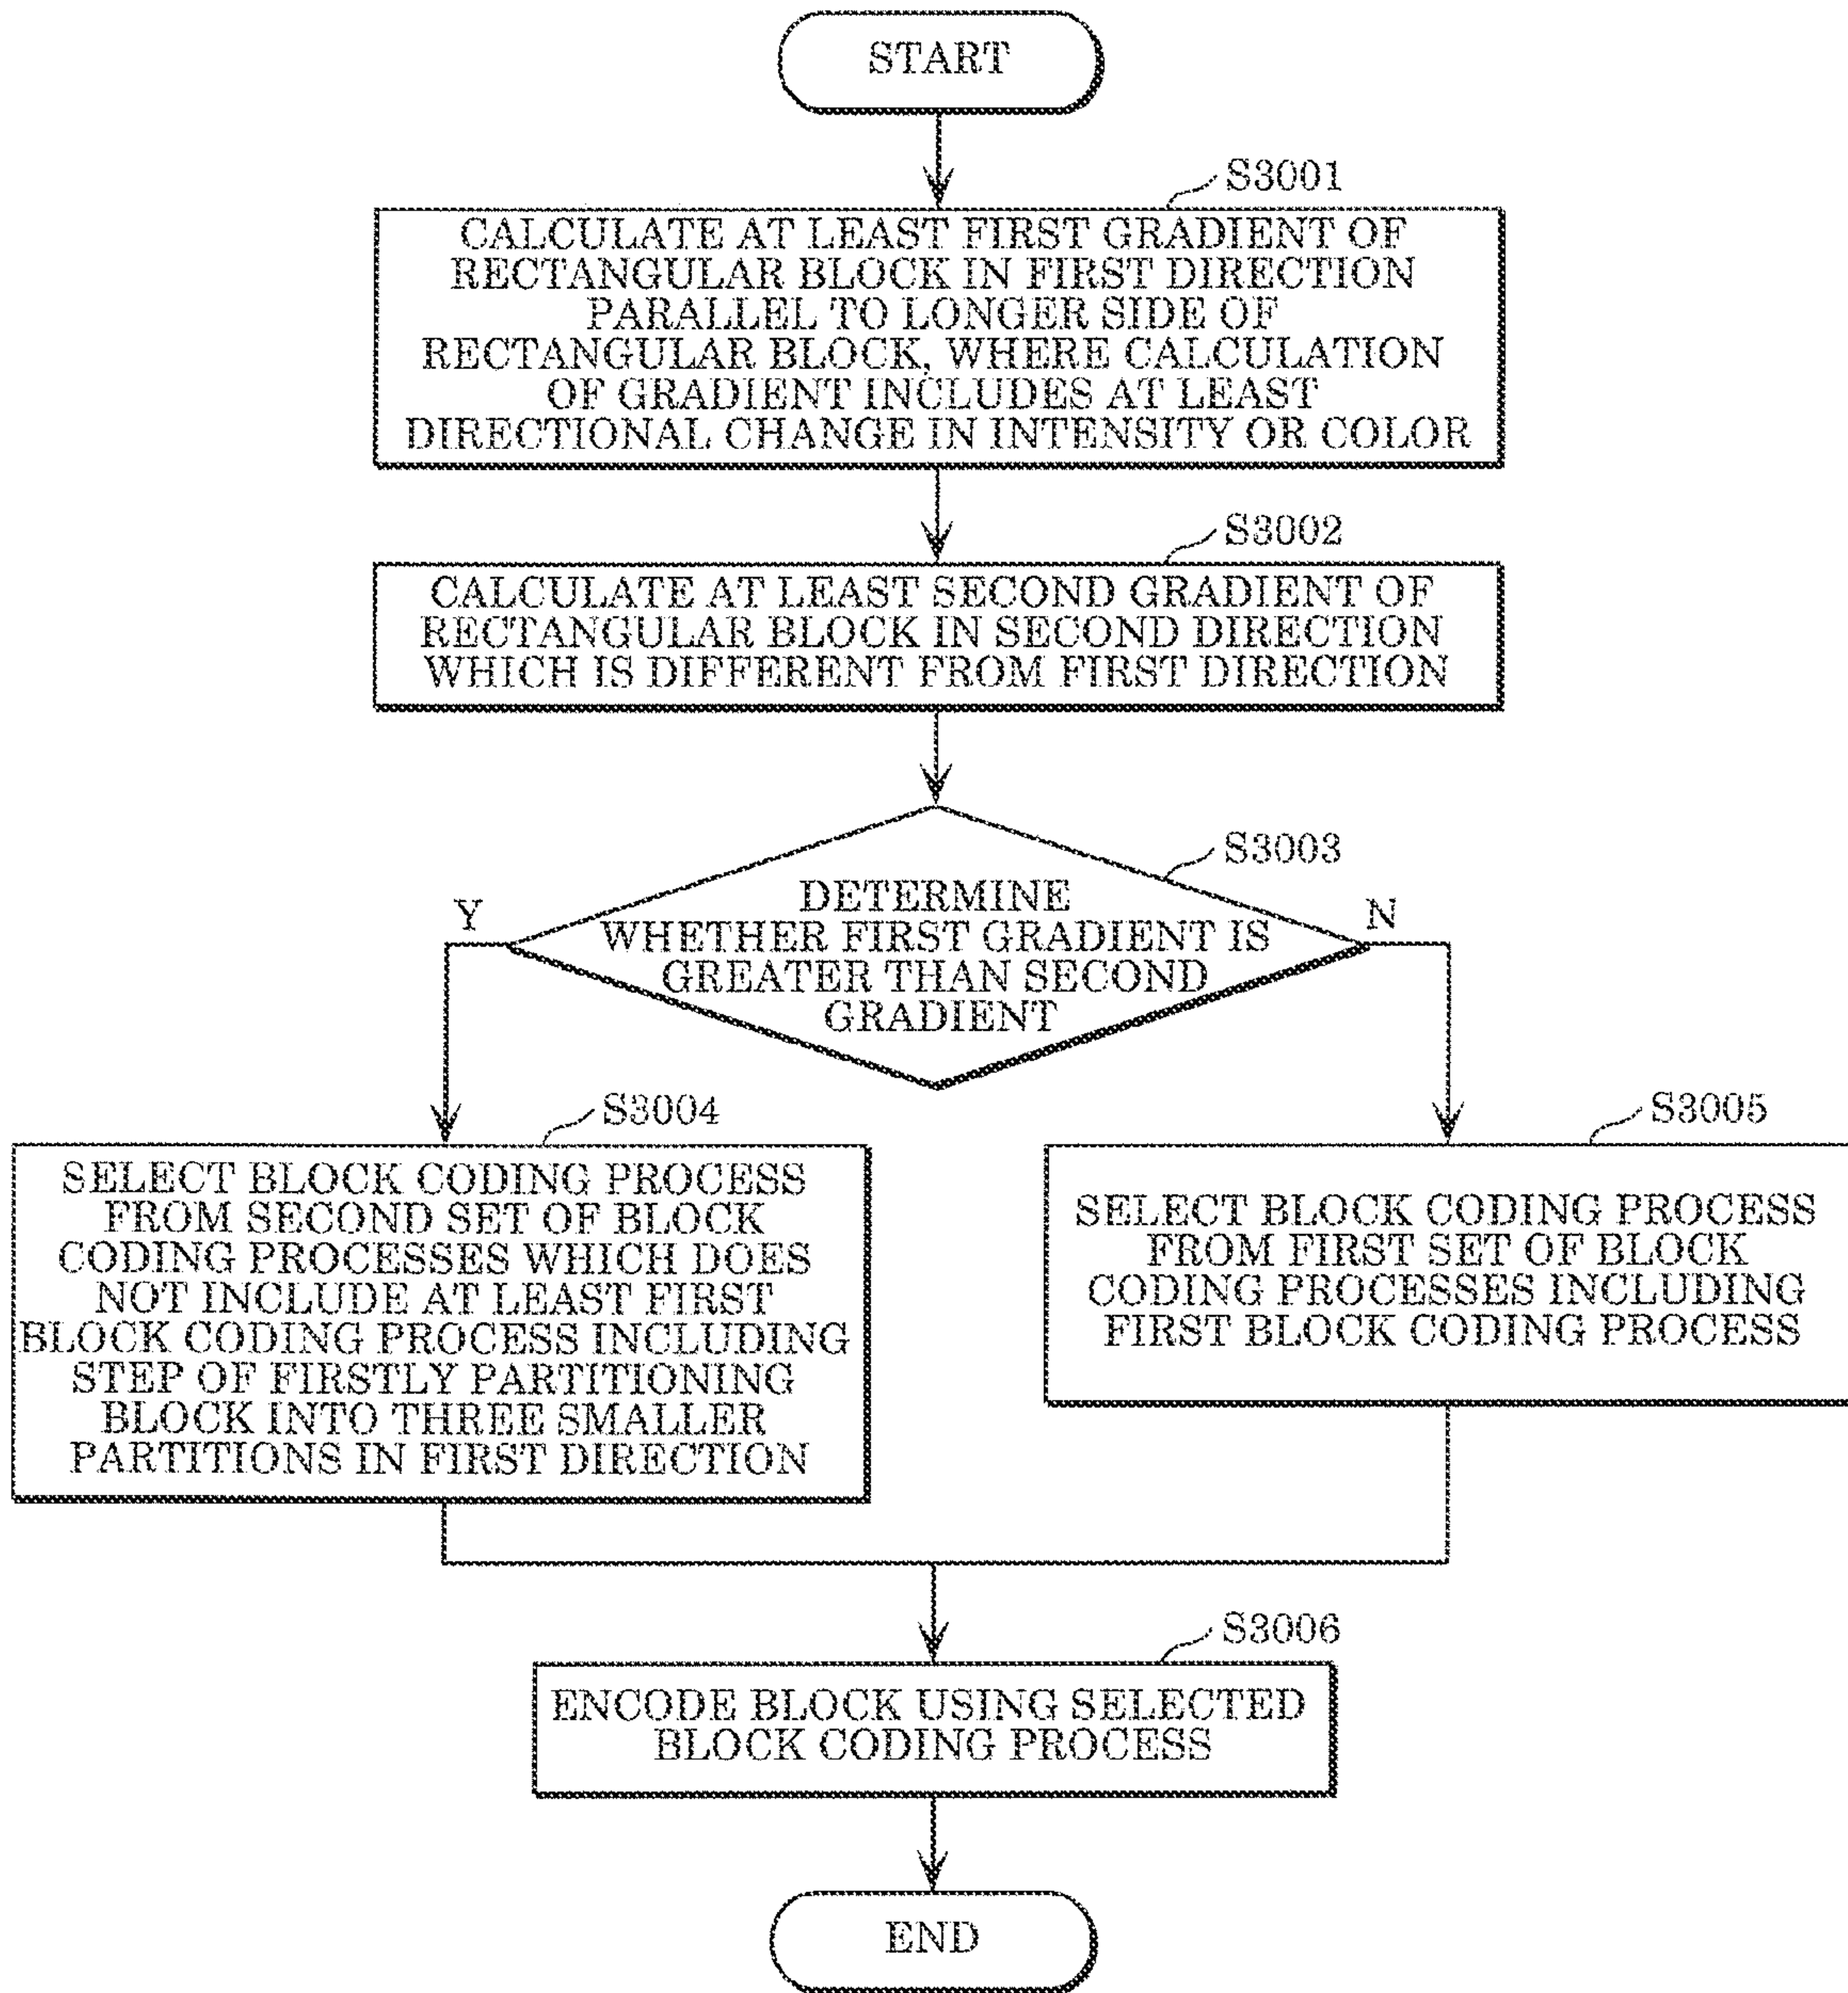 START
S3001
CALCULATE AT LEAST FIRST GRADIENT OF
RECTANGULAR BLOCK IN FIRST DIRECTION
PARALLEL TO LONGER SIDE OF
RECTANGULAR BLOCK, WHERE CALCULATION
OF GRADIENT INCLUDES AT LEAST
DIRECTIONAL CHANGE IN INTENSITY OR COLOR
S3002
CALCULATE AT LEAST SECOND GRADIENT OF
RECTANGULAR BLOCK IN SECOND DIRECTION
WHICH IS DIFFERENT FROM FIRST DIRECTION
S3003
DETERMINE
WHETHER FIRST GRADIENT IS
GREATER THAN SECOND
GRADIENT
Y
N
S3004
SELECT BLOCK CODING PROCESS
FROM SECOND SET OF BLOCK
CODING PROCESSES WHICH DOES
NOT INCLUDE AT LEAST FIRST
BLOCK CODING PROCESS INCLUDING
STEP OF FIRSTLY PARTITIONING
BLOCK INTO THREE SMALLER
PARTITIONS IN FIRST DIRECTION
S3005
SELECT BLOCK CODING PROCESS
FROM FIRST SET OF BLOCK
CODING PROCESSES INCLUDING
FIRST BLOCK CODING PROCESS
S3006
ENCODE BLOCK USING SELECTED
BLOCK CODING PROCESS
END